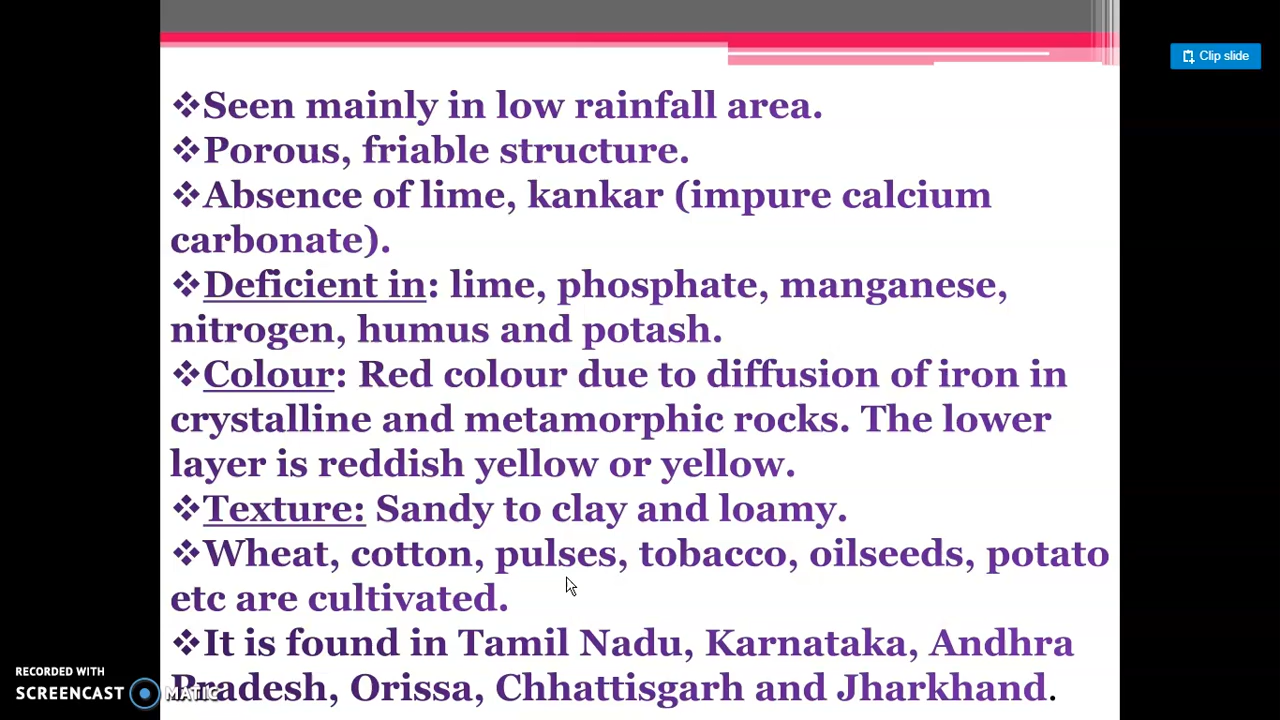 Clip slide
❖Seen mainly in low rainfall area.
❖Porous, friable structure.
❖Absence of lime, kankar (impure calcium
carbonate).
❖Deficient in: lime, phosphate, manganese,
nitrogen, humus and potash.
❖Colour: Red colour due to diffusion of iron in
crystalline and metamorphic rocks. The lower
layer is reddish yellow or yellow.
❖Texture: Sandy to clay and loamy.
❖Wheat, cotton, pulses, tobacco, oilseeds, potato
etc are cultivated.
❖It is found in Tamil Nadu, Karnataka, Andhra
Pradesh, Orissa, Chhattisgarh and Jharkhand.
RECORDED WITH
SCREENCAST MATIC